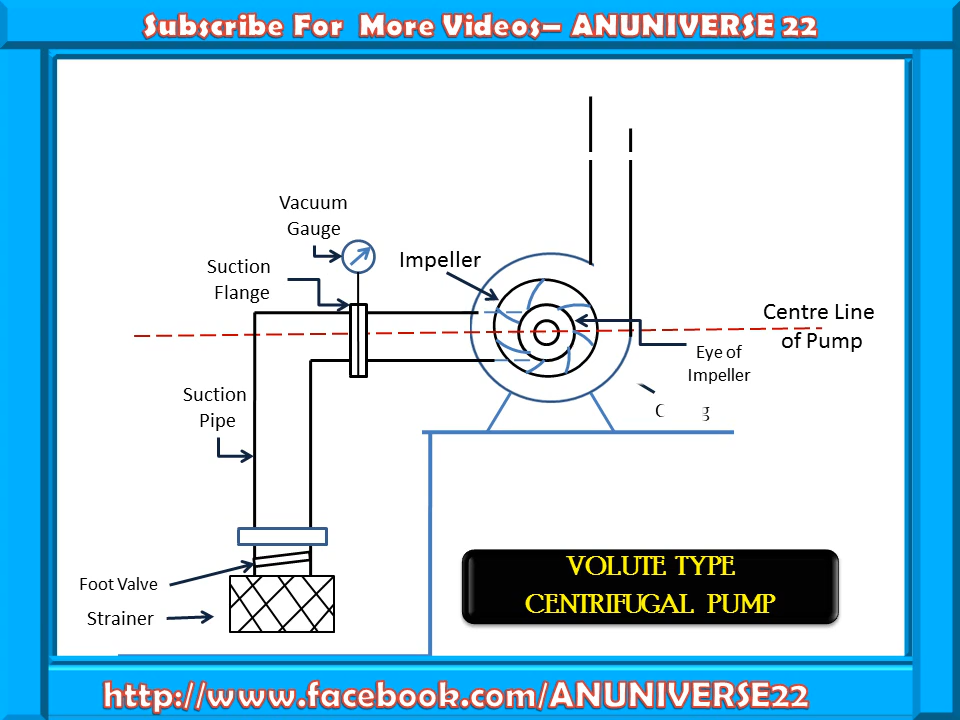 Subscribe For More Videos– ANUNIVERSE 22
Vacuum
Gauge
Impeller
Suction
Flange
Centre Line
of Pump
Eye of
Impeller
Suction
Pipe
VOLUTE TYPE
CENTRIFUGAL PUMP
Foot Valve
Strainer
http://www.facebook.com/ANUNIVERSE22